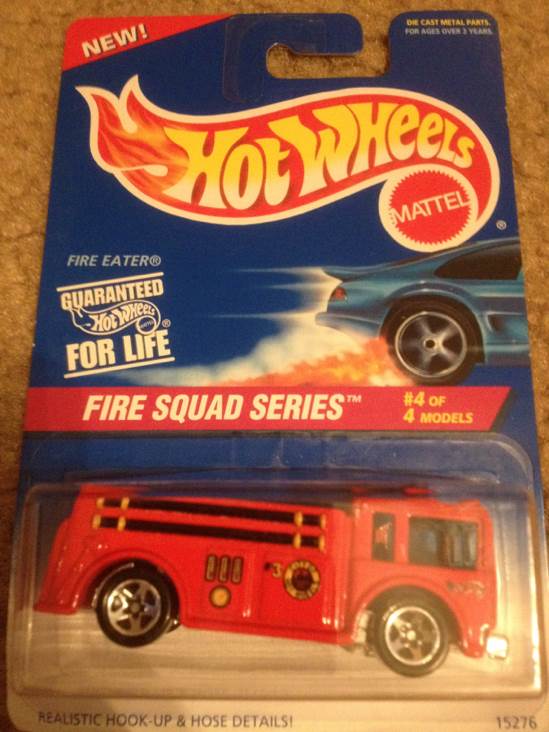 NEW!
DIE CAST METAL PARTS.
FOR AGES OVER 3 YEARS.
HOT WHEELS
MATTEL
®
FIRE EATER®
GUARANTEED
HOT WHEELS ®
FOR LIFE
FIRE SQUAD SERIES™
#4 OF
4 MODELS
3
REALISTIC HOOK-UP & HOSE DETAILS!
15276